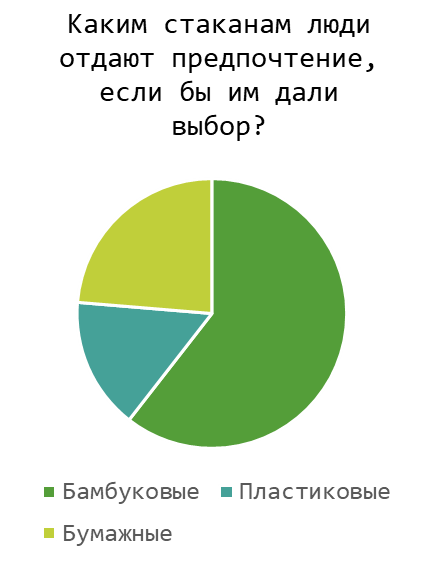 Каким стаканам люди
отдают предпочтение,
если бы им дали
выбор?
Бамбуковые Пластиковые
Бумажные